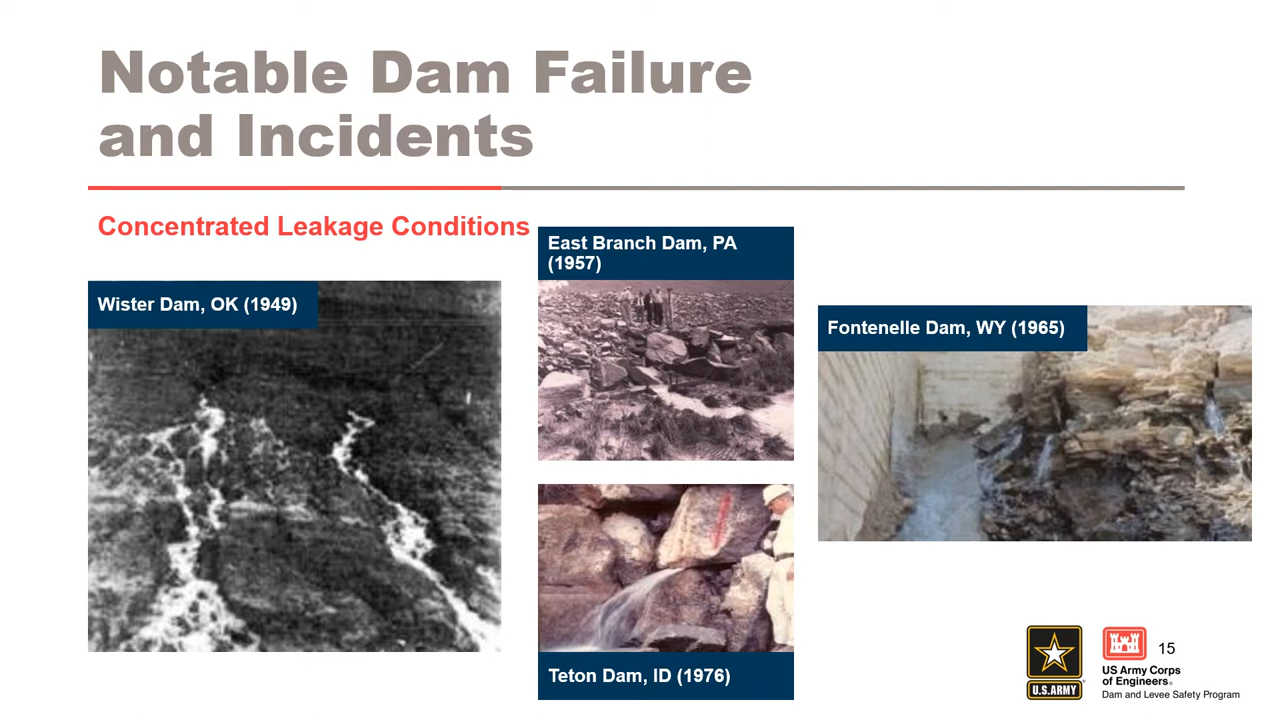 Notable Dam Failure
and Incidents
Concentrated Leakage Conditions
Wister Dam, OK (1949)
East Branch Dam, PA
(1957)
Fontenelle Dam, WY (1965)
Teton Dam, ID (1976)
U.S.ARMY
US Army Corps
of Engineers®
Dam and Levee Safety Program
15